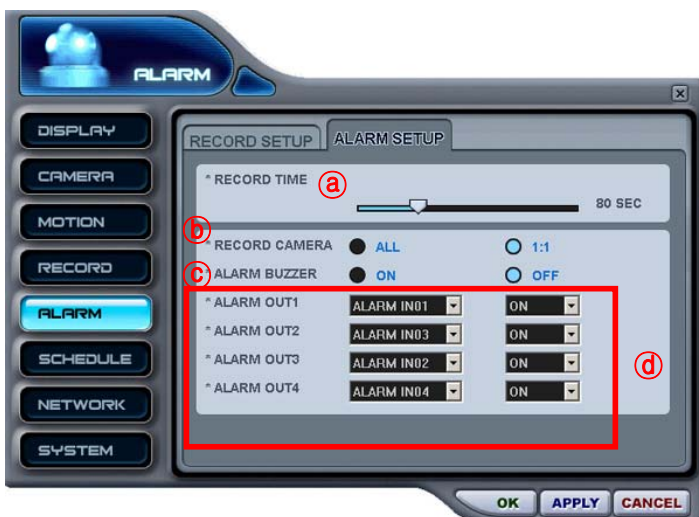 ALARM
DISPLAY
CAMERA
MOTION
RECORD
ALARM
SCHEDULE
NETWORK
SYSTEM
RECORD SETUP ALARM SETUP
* RECORD TIME ⓐ
80 SEC
ⓑ
* RECORD CAMERA ALL 1:1
ⓒ * ALARM BUZZER ON OFF
* ALARM OUT1 ALARM IN01 ON
* ALARM OUT2 ALARM IN03 ON
* ALARM OUT3 ALARM IN02 ON
* ALARM OUT4 ALARM IN04 ON
ⓓ
OK APPLY CANCEL